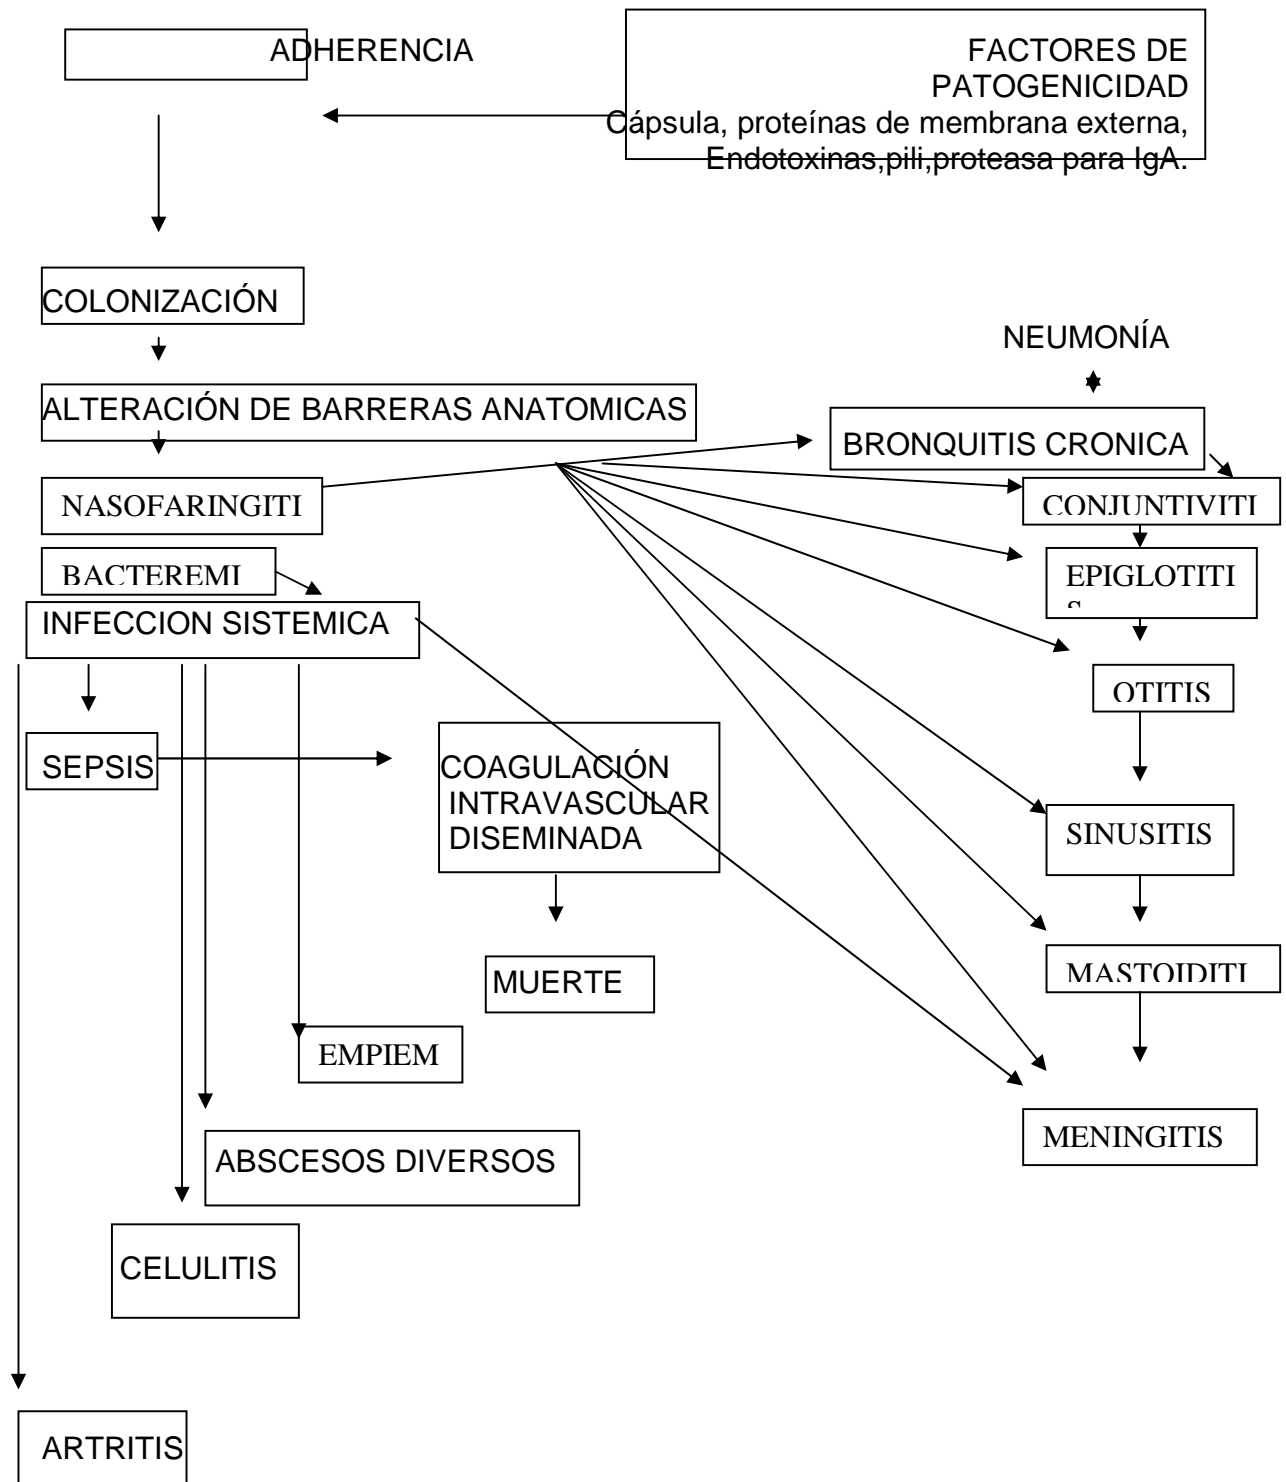 ADHERENCIA
FACTORES DE
PATOGENICIDAD
Cápsula, proteínas de membrana externa,
Endotoxinas,pili,proteasa para IgA.
COLONIZACIÓN
NEUMONÍA
ALTERACIÓN DE BARRERAS ANATOMICAS
BRONQUITIS CRONICA
NASOFARINGITI
CONJUNTIVITI
BACTEREMI
EPIGLOTITI
S
INFECCION SISTEMICA
OTITIS
SEPSIS
COAGULACIÓN
INTRAVASCULAR
DISEMINADA
SINUSITIS
MUERTE
MASTOIDITI
EMPIEM
MENINGITIS
ABSCESOS DIVERSOS
CELULITIS
ARTRITIS